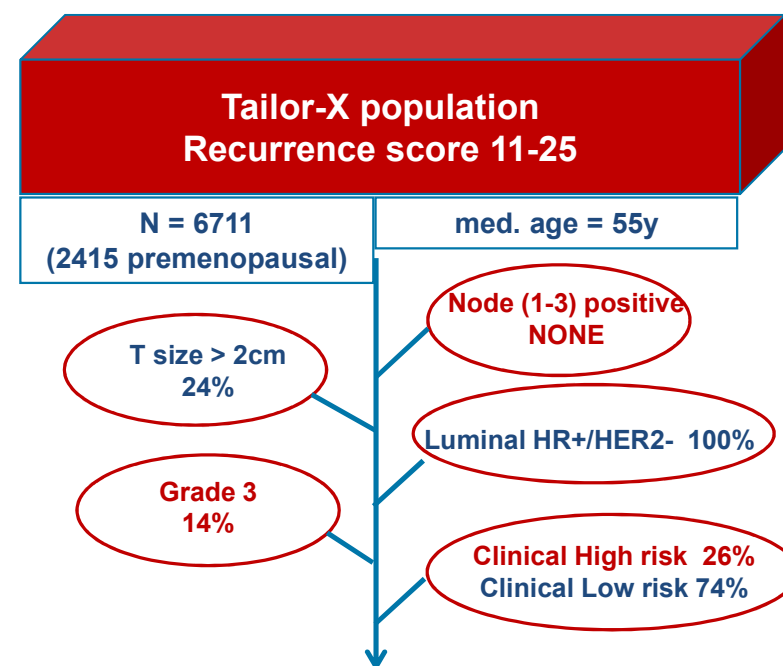 Tailor-X population
Recurrence score 11-25
N = 6711
(2415 premenopausal)
med. age = 55y
Node (1-3) positive
NONE
T size > 2cm
24%
Luminal HR+/HER2- 100%
Grade 3
14%
Clinical High risk 26%
Clinical Low risk 74%